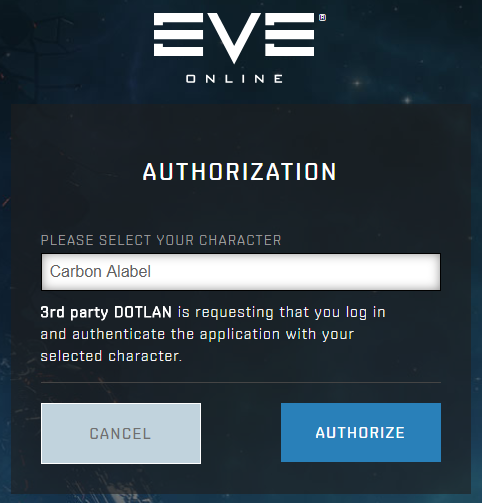 EVE®
ONLINE
AUTHORIZATION
PLEASE SELECT YOUR CHARACTER
Carbon Alabel
3rd party DOTLAN is requesting that you log in
and authenticate the application with your
selected character.
CANCEL
AUTHORIZE